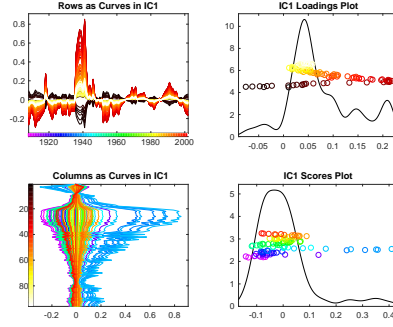 Rows as Curves in IC1
0.8
0.6
0.4
0.2
0
-0.2
1920 1940 1960 1980 2000
IC1 Loadings Plot
10
8
6
4
2
0
-0.05 0 0.05 0.1 0.15 0.2
Columns as Curves in IC1
20
40
60
80
-0.2 0 0.2 0.4 0.6 0.8
IC1 Scores Plot
5
4
3
2
1
0
-0.1 0 0.1 0.2 0.3 0.4